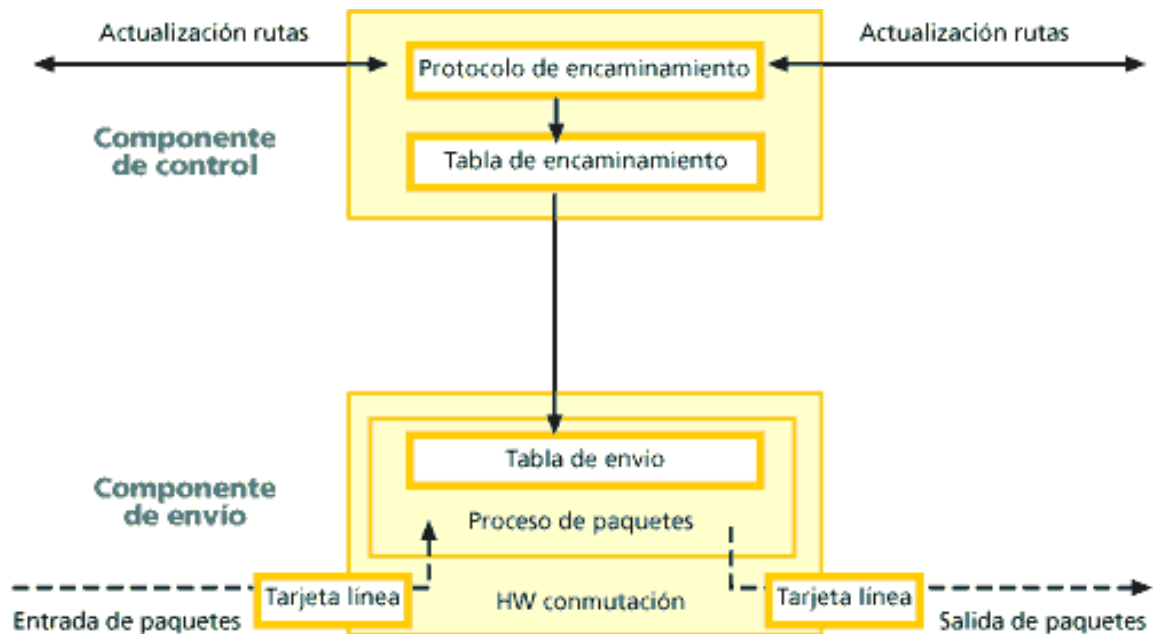 Actualización rutas
Actualización rutas
Protocolo de encaminamiento
Componente
de control
Tabla de encaminamiento
Tabla de envio
Componente
de envío
Proceso de paquetes
Tarjeta línea
HW conmutación
Tarjeta línea
Entrada de paquetes
Salida de paquetes